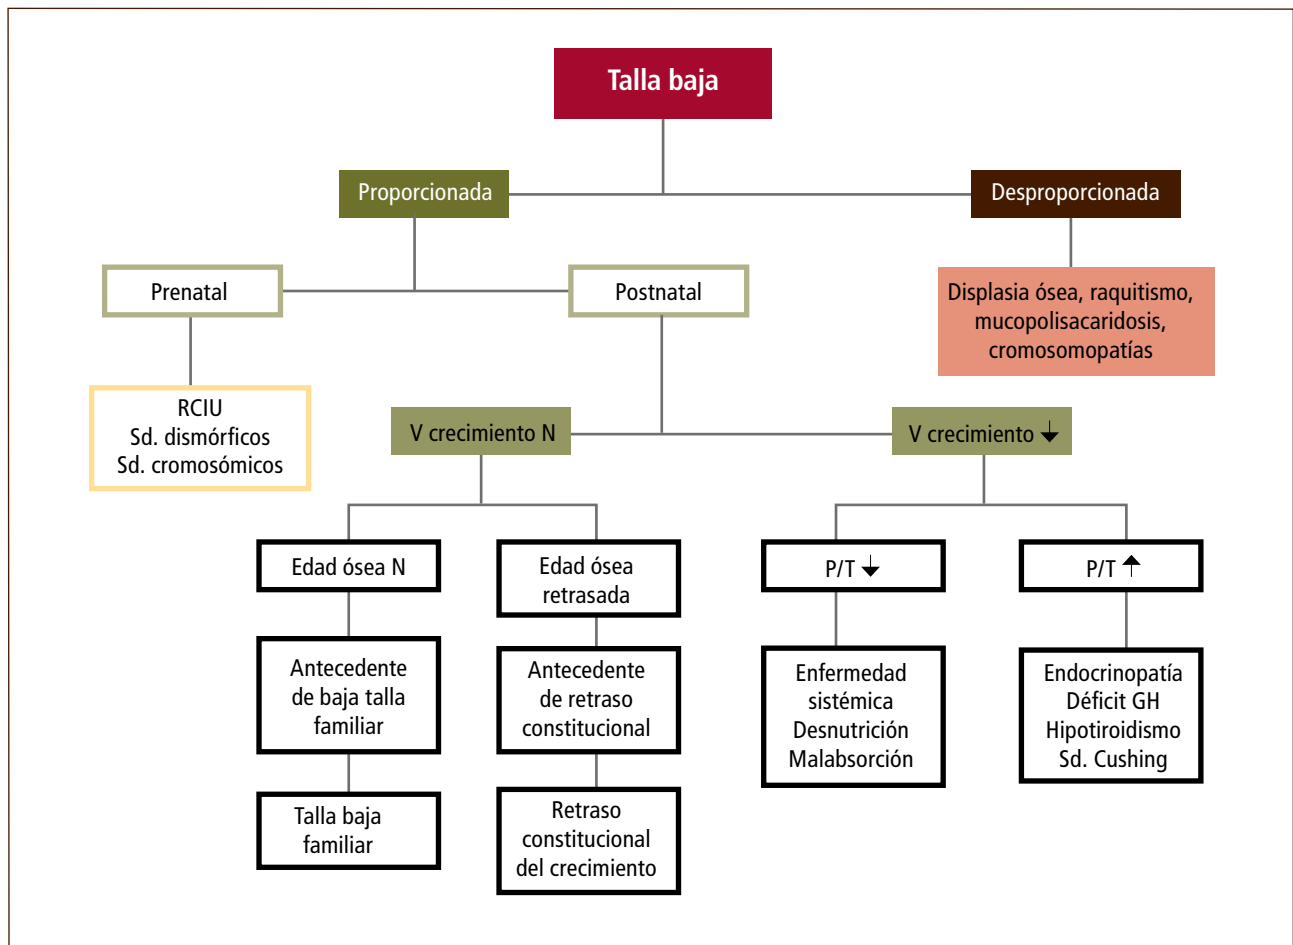 Talla baja
Proporcionada
Desproporcionada
Prenatal
Postnatal
Displasia ósea, raquitismo,
mucopolisacaridosis,
cromosomopatías
RCIU
Sd. dismórficos
Sd. cromosómicos
V crecimiento N
V crecimiento ↓
Edad ósea N
Edad ósea
retrasada
P/T ↓
P/T ↑
Antecedente
de baja talla
familiar
Antecedente
de retraso
constitucional
Enfermedad
sistémica
Desnutrición
Malabsorción
Endocrinopatía
Déficit GH
Hipotiroidismo
Sd. Cushing
Talla baja
familiar
Retraso
constitucional
del crecimiento